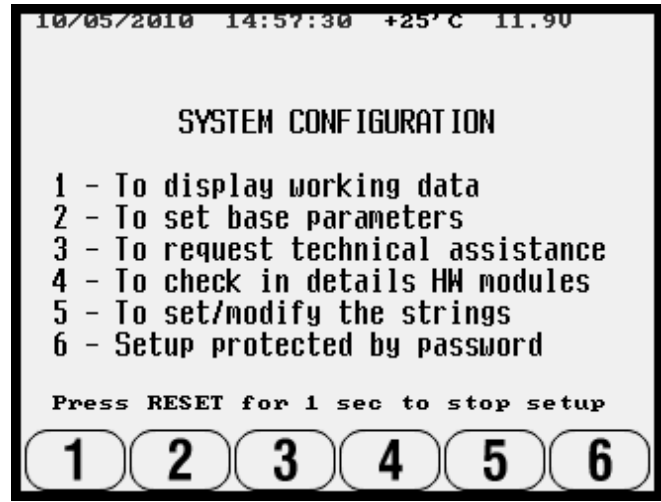 10/05/2010 14:57:30 +25'C 11.9V
SYSTEM CONFIGURATION
1 - To display working data
2 - To set base parameters
3 - To request technical assistance
4 - To check in details HW modules
5 - To set/modify the strings
6 - Setup protected by password
Press RESET for 1 sec to stop setup
1 2 3 4 5 6